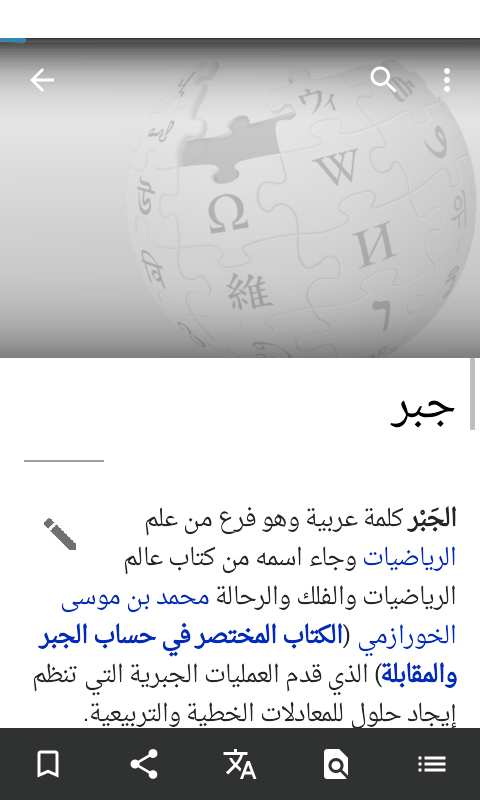 جبر
الجَبْر كلمة عربية وهو فرع من علم
الرياضيات وجاء اسمه من كتاب عالم
الرياضيات والفلك والرحالة محمد بن موسى
الخورازمي (الكتاب المختصر في حساب الجبر
والمقابلة) الذي قدم العمليات الجبرية التي تنظم
إيجاد حلول للمعادلات الخطية والتربيعية.